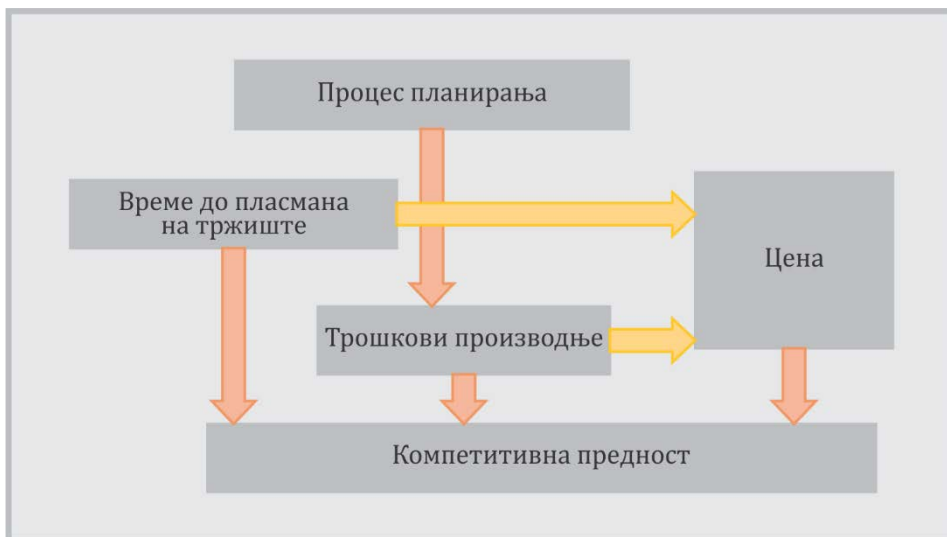 Процес планирања
Време до пласмана
на тржиште
Цена
Трошкови производње
Компетитивна предност